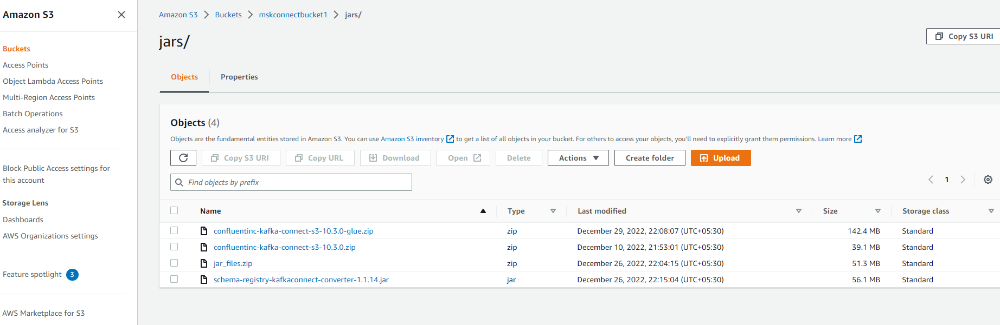 Amazon S3
Buckets
Access Points
Object Lambda Access Points
Multi-Region Access Points
Batch Operations
Access analyzer for S3
Block Public Access settings for
this account
Storage Lens
Dashboards
AWS Organizations settings
Feature spotlight 3
AWS Marketplace for S3
Amazon S3 > Buckets > mskconnectbucket1 > jars/
jars/
Copy S3 URI
Objects Properties
Objects (4)
Objects are the fundamental entities stored in Amazon S3. You can use Amazon S3 inventory to get a list of all objects in your bucket. For others to access your objects, you'll need to explicitly grant them permissions. Learn more
Copy S3 URI Copy URL Download Open Delete Actions Create folder Upload
Find objects by prefix
1
Name Type Last modified Size Storage class
confluentinc-kafka-connect-s3-10.3.0-glue.zip zip December 29, 2022, 22:08:07 (UTC+05:30) 142.4 MB Standard
confluentinc-kafka-connect-s3-10.3.0.zip zip December 10, 2022, 21:53:01 (UTC+05:30) 39.1 MB Standard
jar_files.zip zip December 26, 2022, 22:04:15 (UTC+05:30) 51.3 MB Standard
schema-registry-kafkaconnect-converter-1.1.14.jar jar December 26, 2022, 22:15:04 (UTC+05:30) 56.1 MB Standard